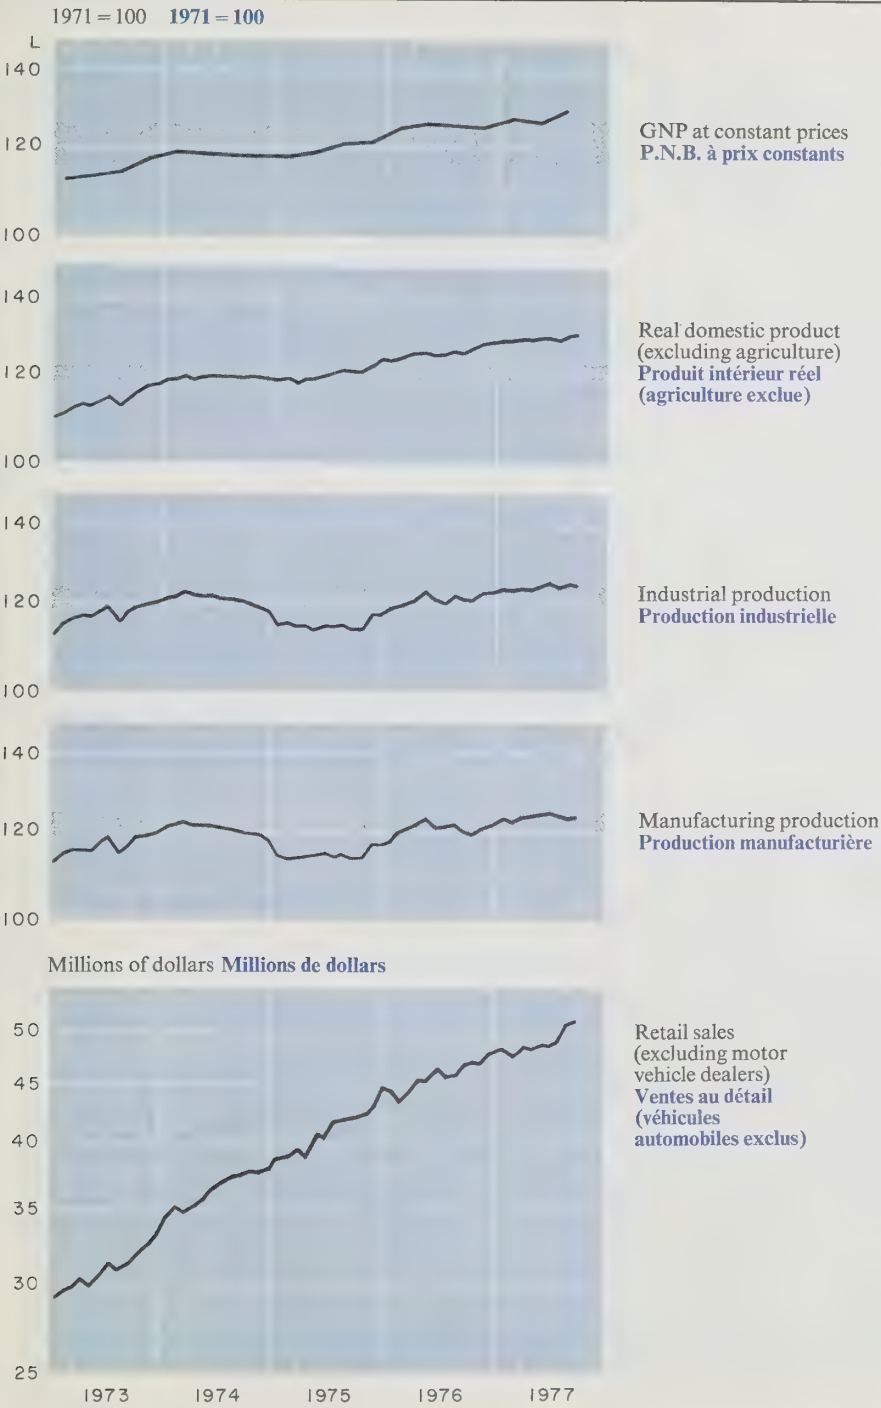 1971 = 100 1971 = 100
L
140
120
100
GNP at constant prices
P.N.B. à prix constants
140
120
100
Real domestic product
(excluding agriculture)
Produit intérieur réel
(agriculture exclue)
140
120
100
Industrial production
Production industrielle
140
120
100
Manufacturing production
Production manufacturière
Millions of dollars Millions de dollars
50
45
40
35
30
25
Retail sales
(excluding motor
vehicle dealers)
Ventes au détail
(véhicules
automobiles exclus)
1973 1974 1975 1976 1977